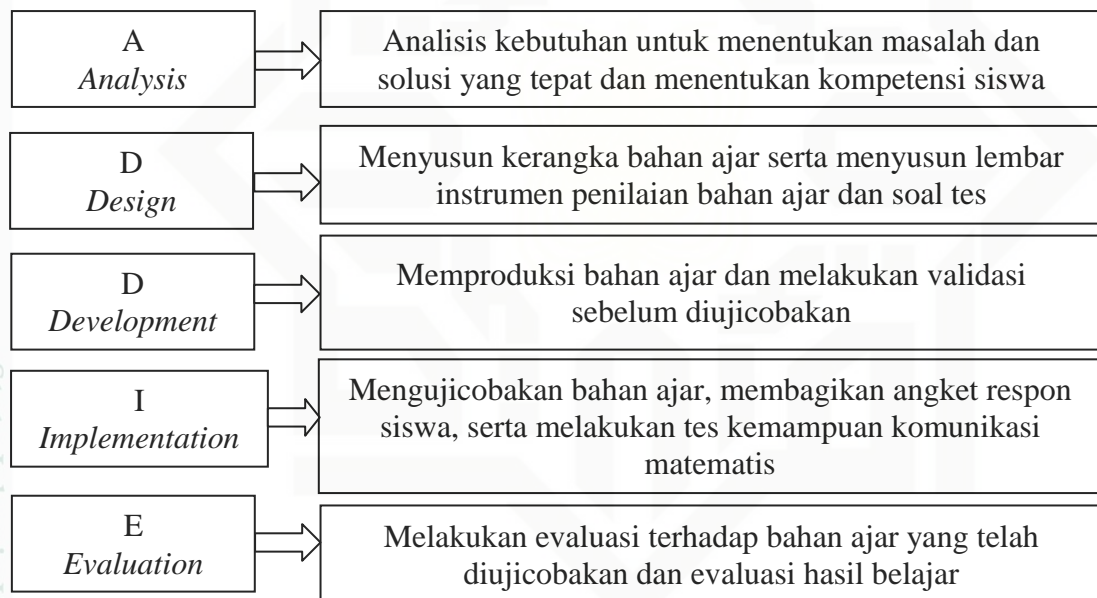 A
Analysis
Analisis kebutuhan untuk menentukan masalah dan
solusi yang tepat dan menentukan kompetensi siswa
D
Design
Menyusun kerangka bahan ajar serta menyusun lembar
instrumen penilaian bahan ajar dan soal tes
D
Development
Memproduksi bahan ajar dan melakukan validasi
sebelum diujicobakan
I
Implementation
Mengujicobakan bahan ajar, membagikan angket respon
siswa, serta melakukan tes kemampuan komunikasi
matematis
E
Evaluation
Melakukan evaluasi terhadap bahan ajar yang telah
diujicobakan dan evaluasi hasil belajar